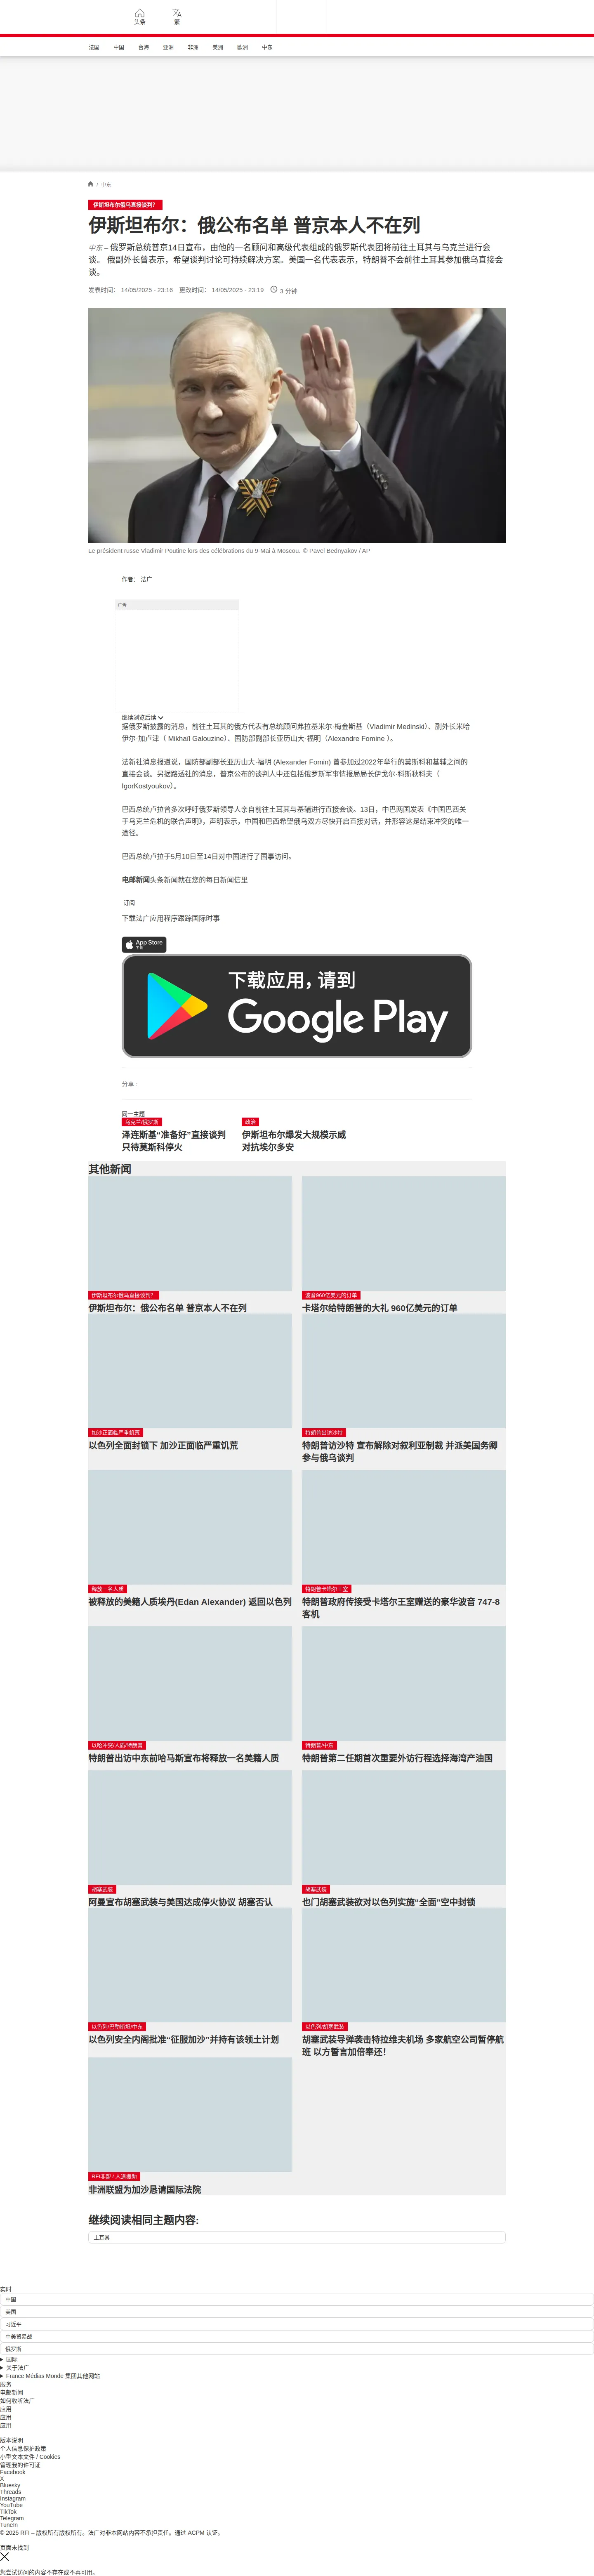 头条
繁
法国
中国
台海
亚洲
非洲
美洲
欧洲
中东
/ 中东
伊斯坦布尔俄乌直接谈判？
伊斯坦布尔：俄公布名单 普京本人不在列
中东 – 俄罗斯总统普京14日宣布，由他的一名顾问和高级代表组成的俄罗斯代表团将前往土耳其与乌克兰进行会
谈。 俄副外长曾表示，希望谈判讨论可持续解决方案。美国一名代表表示，特朗普不会前往土耳其参加俄乌直接会
谈。
发表时间： 14/05/2025 - 23:16 更改时间： 14/05/2025 - 23:19 3 分钟
Le président russe Vladimir Poutine lors des célébrations du 9-Mai à Moscou. © Pavel Bednyakov / AP
作者： 法广
广告
继续浏览后续
据俄罗斯披露的消息，前往土耳其的俄方代表有总统顾问弗拉基米尔·梅金斯基（Vladimir Medinski）、副外长米哈
伊尔·加卢津（ Mikhaïl Galouzine）、国防部副部长亚历山大·福明（Alexandre Fomine ）。
法新社消息报道说，国防部副部长亚历山大·福明 (Alexander Fomin) 曾参加过2022年举行的莫斯科和基辅之间的
直接会谈。另据路透社的消息，普京公布的谈判人中还包括俄罗斯军事情报局局长伊戈尔·科斯秋科夫（
IgorKostyoukov）。
巴西总统卢拉曾多次呼吁俄罗斯领导人亲自前往土耳其与基辅进行直接会谈。13日，中巴两国发表《中国巴西关
于乌克兰危机的联合声明》，声明表示，中国和巴西希望俄乌双方尽快开启直接对话，并形容这是结束冲突的唯一
途径。
巴西总统卢拉于5月10日至14日对中国进行了国事访问。
电邮新闻头条新闻就在您的每日新闻信里
订阅
下载法广应用程序跟踪国际时事
App Store
下载
下载应用，请到
Google Play
分享 :
同一主题
乌克兰/俄罗斯
泽连斯基“准备好”直接谈判
只待莫斯科停火
政治
伊斯坦布尔爆发大规模示威
对抗埃尔多安
其他新闻
伊斯坦布尔俄乌直接谈判？
伊斯坦布尔：俄公布名单 普京本人不在列
波音960亿美元的订单
卡塔尔给特朗普的大礼 960亿美元的订单
加沙正面临严重饥荒
以色列全面封锁下 加沙正面临严重饥荒
特朗普出访沙特
特朗普访沙特 宣布解除对叙利亚制裁 并派美国务卿
参与俄乌谈判
释放一名人质
被释放的美籍人质埃丹(Edan Alexander) 返回以色列
特朗普卡塔尔王室
特朗普政府传接受卡塔尔王室赠送的豪华波音 747-8
客机
以哈冲突/人质/特朗普
特朗普出访中东前哈马斯宣布将释放一名美籍人质
特朗普/中东
特朗普第二任期首次重要外访行程选择海湾产油国
胡塞武装
阿曼宣布胡塞武装与美国达成停火协议 胡塞否认
胡塞武装
也门胡塞武装欲对以色列实施“全面”空中封锁
以色列/巴勒斯坦/中东
以色列安全内阁批准“征服加沙”并持有该领土计划
以色列/胡塞武装
胡塞武装导弹袭击特拉维夫机场 多家航空公司暂停航
班 以方誓言加倍奉还！
RFI非盟 / 人道援助
非洲联盟为加沙恳请国际法院
继续阅读相同主题内容:
土耳其
实时
中国
美国
习近平
中美贸易战
俄罗斯
国际
关于法广
France Médias Monde 集团其他网站
服务
电邮新闻
如何收听法广
应用
应用
应用
版本说明
个人信息保护政策
小型文本文件 / Cookies
管理我的许可证
Facebook
X
Bluesky
Threads
Instagram
YouTube
TikTok
Telegram
TuneIn
© 2025 RFI – 版权所有版权所有。法广对非本网站内容不承担责任。通过 ACPM 认证。
页面未找到
您尝试访问的内容不存在或不再可用。